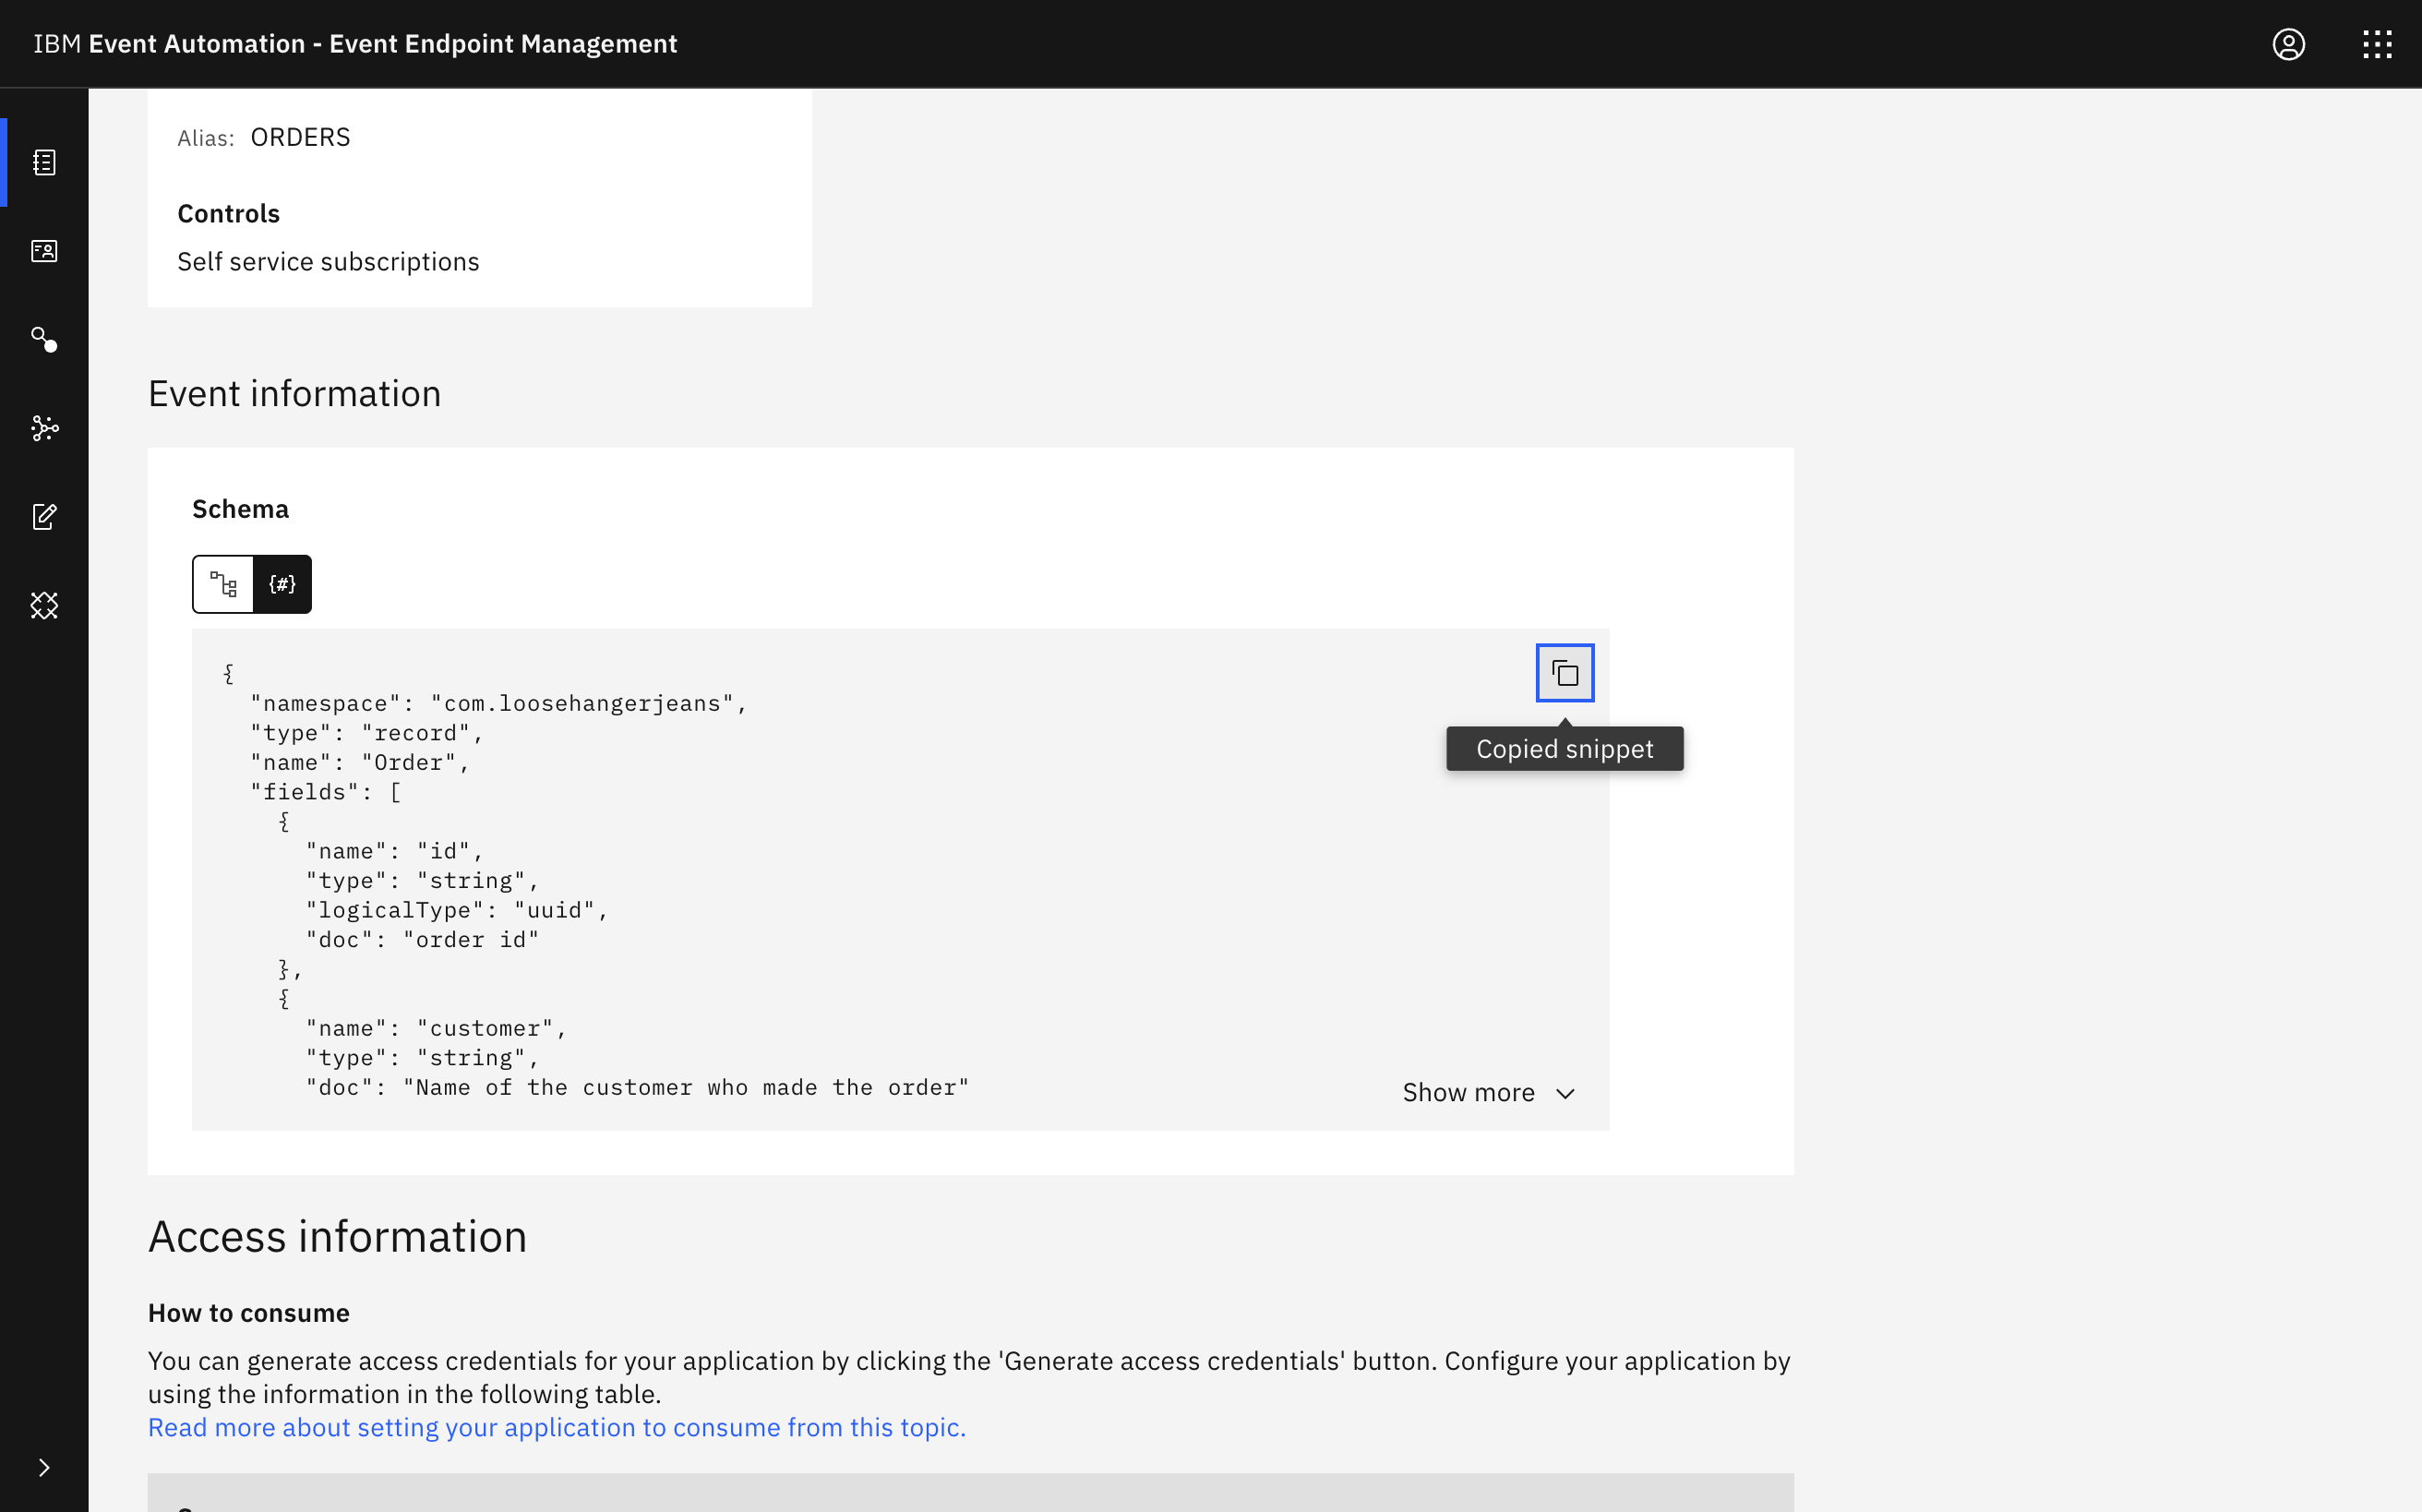 IBM Event Automation - Event Endpoint Management
Alias: ORDERS
Controls
Self service subscriptions
Event information
Schema
{#}
{
"namespace": "com.loosehangerjeans",
"type": "record",
"name": "Order",
"fields": [
{
"name": "id",
"type": "string",
"logicalType": "uuid",
"doc": "order id"
},
{
"name": "customer",
"type": "string",
"doc": "Name of the customer who made the order"
Copied snippet
Show more
Access information
How to consume
You can generate access credentials for your application by clicking the 'Generate access credentials' button. Configure your application by
using the information in the following table.
Read more about setting your application to consume from this topic.